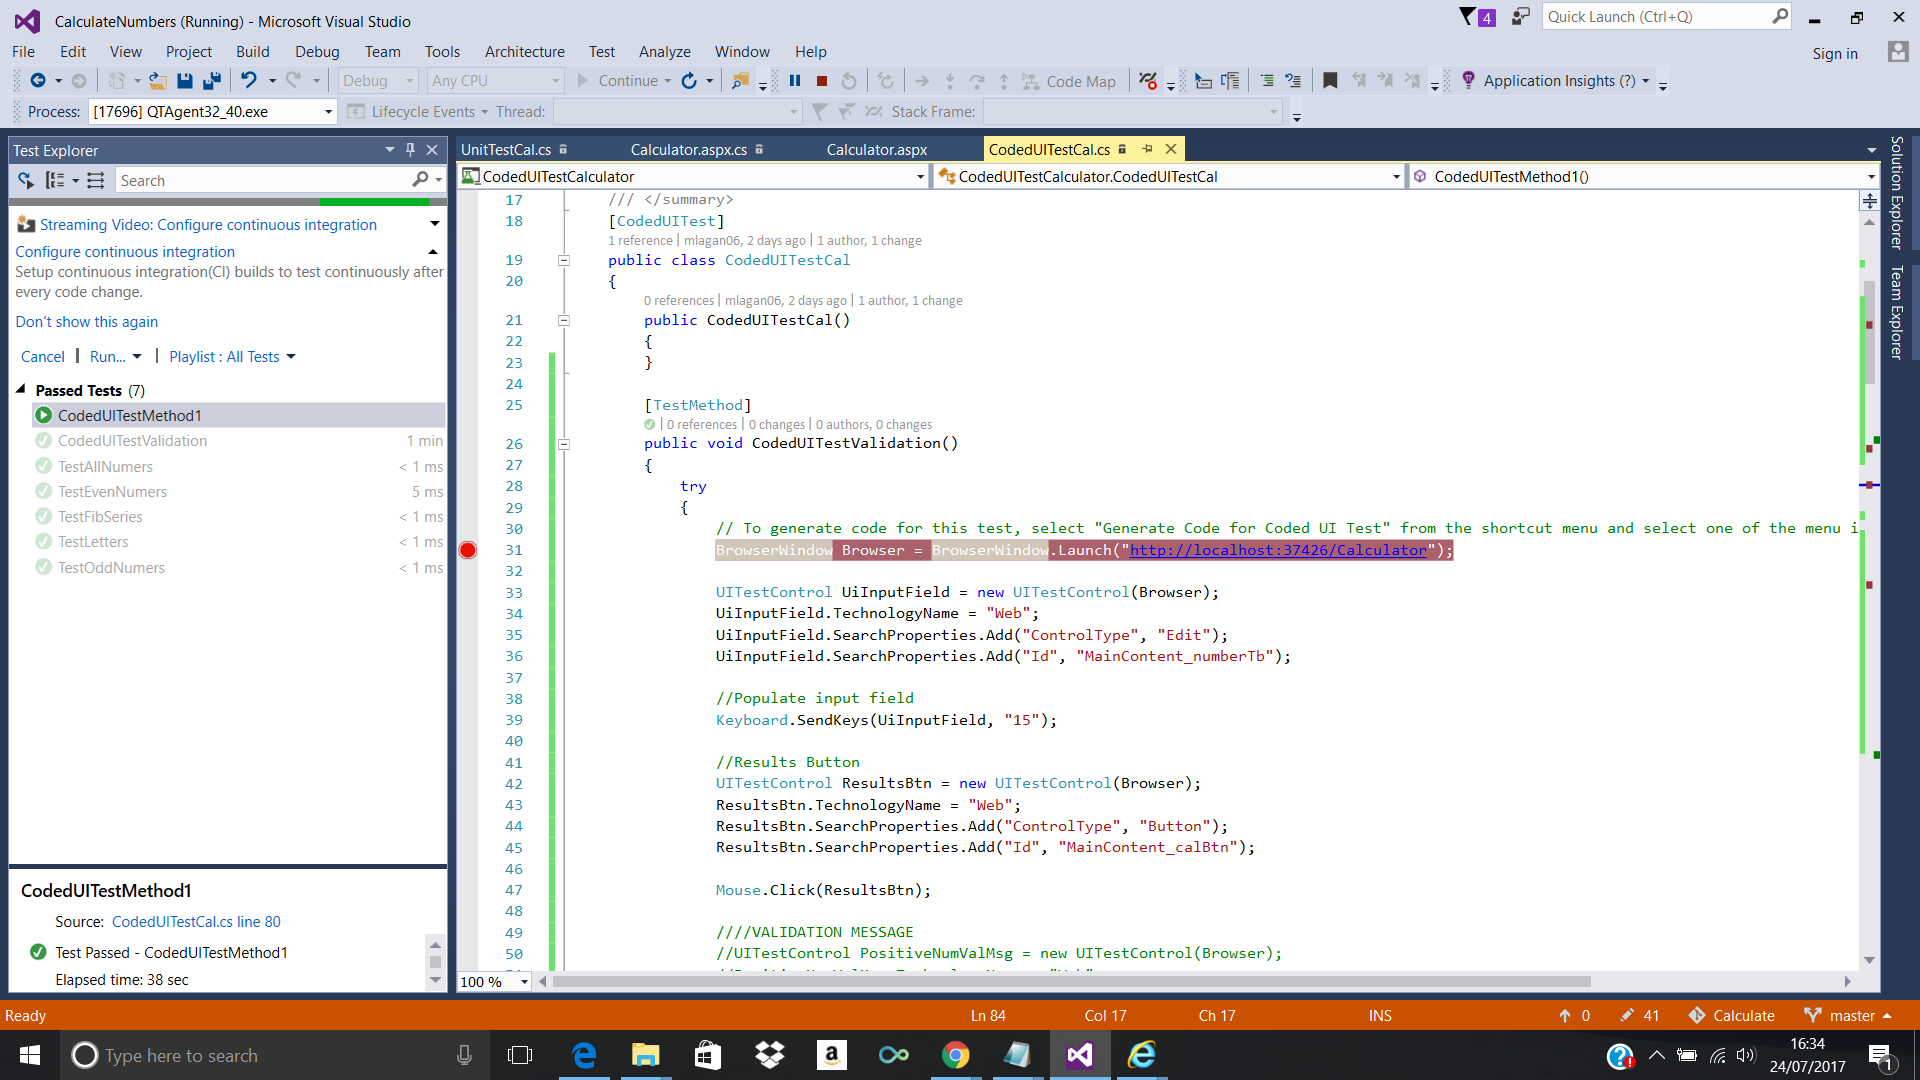 CalculateNumbers (Running) - Microsoft Visual Studio
4
Quick Launch (Ctrl+Q)
File Edit View Project Build Debug Team Tools Architecture Test Analyze Window Help
Sign in
Debug Any CPU Continue Code Map Application Insights (?)
Process: [17696] QTAgent32_40.exe Lifecycle Events Thread: Stack Frame:
Test Explorer
Search
Streaming Video: Configure continuous integration
Configure continuous integration
Setup continuous integration(CI) builds to test continuously after
every code change.
Don't show this again
Cancel | Run... | Playlist : All Tests
Passed Tests (7)
CodedUITestMethod1
CodedUITestValidation 1 min
TestAllNumers < 1 ms
TestEvenNumers 5 ms
TestFibSeries < 1 ms
TestLetters < 1 ms
TestOddNumers < 1 ms
CodedUITestMethod1
Source: CodedUITestCal.cs line 80
Test Passed - CodedUITestMethod1
Elapsed time: 38 sec
UnitTestCal.cs Calculator.aspx.cs Calculator.aspx CodedUITestCal.cs
CodedUITestCalculator CodedUITestCalculator.CodedUITestCal CodedUITestMethod1()
17 /// </summary>
18 [CodedUITest]
1 reference | mlagan06, 2 days ago | 1 author, 1 change
19 public class CodedUITestCal
20 {
0 references | mlagan06, 2 days ago | 1 author, 1 change
21 public CodedUITestCal()
22 {
23 }
24
25 [TestMethod]
| 0 references | 0 changes | 0 authors, 0 changes
26 public void CodedUITestValidation()
27 {
28 try
29 {
30 // To generate code for this test, select "Generate Code for Coded UI Test" from the shortcut menu and select one of the menu i
31 BrowserWindow Browser = BrowserWindow.Launch("http://localhost:37426/Calculator");
32
33 UITestControl UiInputField = new UITestControl(Browser);
34 UiInputField.TechnologyName = "Web";
35 UiInputField.SearchProperties.Add("ControlType", "Edit");
36 UiInputField.SearchProperties.Add("Id", "MainContent_numberTb");
37
38 //Populate input field
39 Keyboard.SendKeys(UiInputField, "15");
40
41 //Results Button
42 UITestControl ResultsBtn = new UITestControl(Browser);
43 ResultsBtn.TechnologyName = "Web";
44 ResultsBtn.SearchProperties.Add("ControlType", "Button");
45 ResultsBtn.SearchProperties.Add("Id", "MainContent_calBtn");
46
47 Mouse.Click(ResultsBtn);
48
49 ////VALIDATION MESSAGE
50 //UITestControl PositiveNumValMsg = new UITestControl(Browser);
100 %
Solution Explorer
Team Explorer
Ready Ln 84 Col 17 Ch 17 INS 0 41 Calculate master
Type here to search
16:34
24/07/2017
1